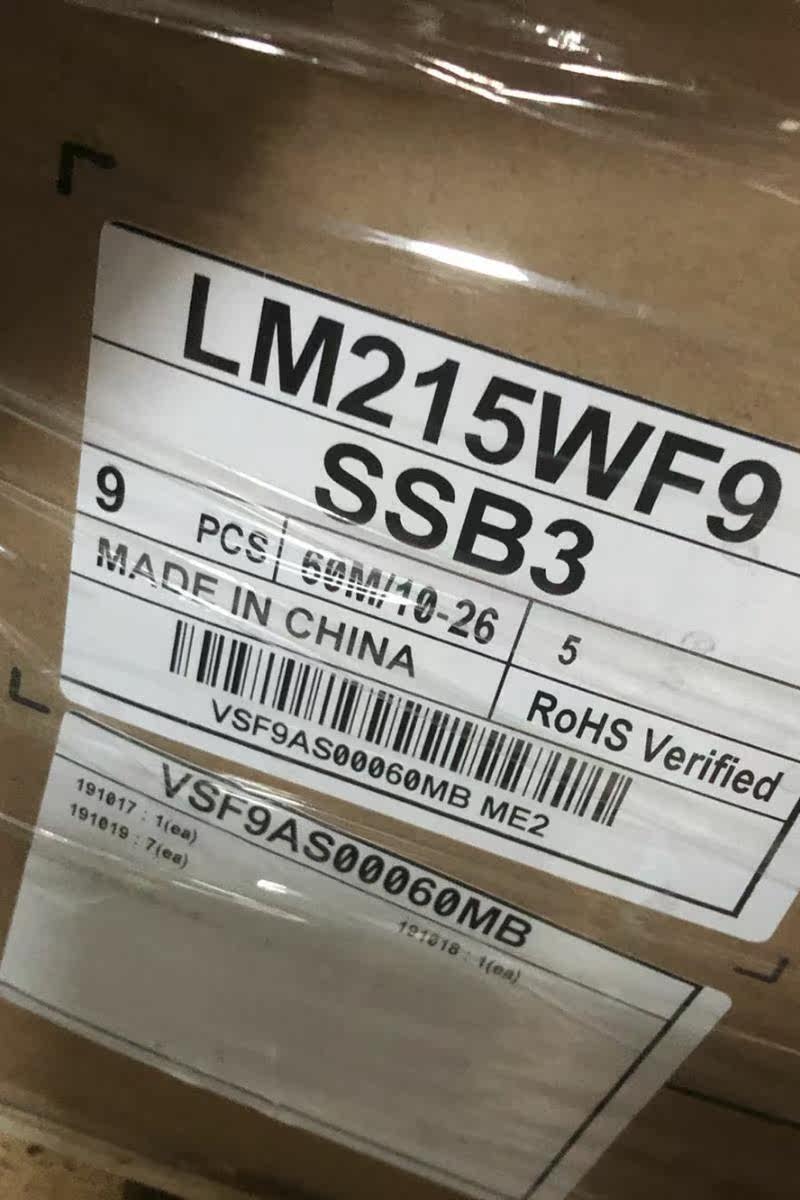 LM215WF9
SSB3
9 PCS 60M/10-26 5
MADE IN CHINA RoHS Verified
VSF9AS00060MB ME2
VSF9AS00060MB
191017 : 1(ea) 191018 : 1(ea)
191019 : 7(ea)